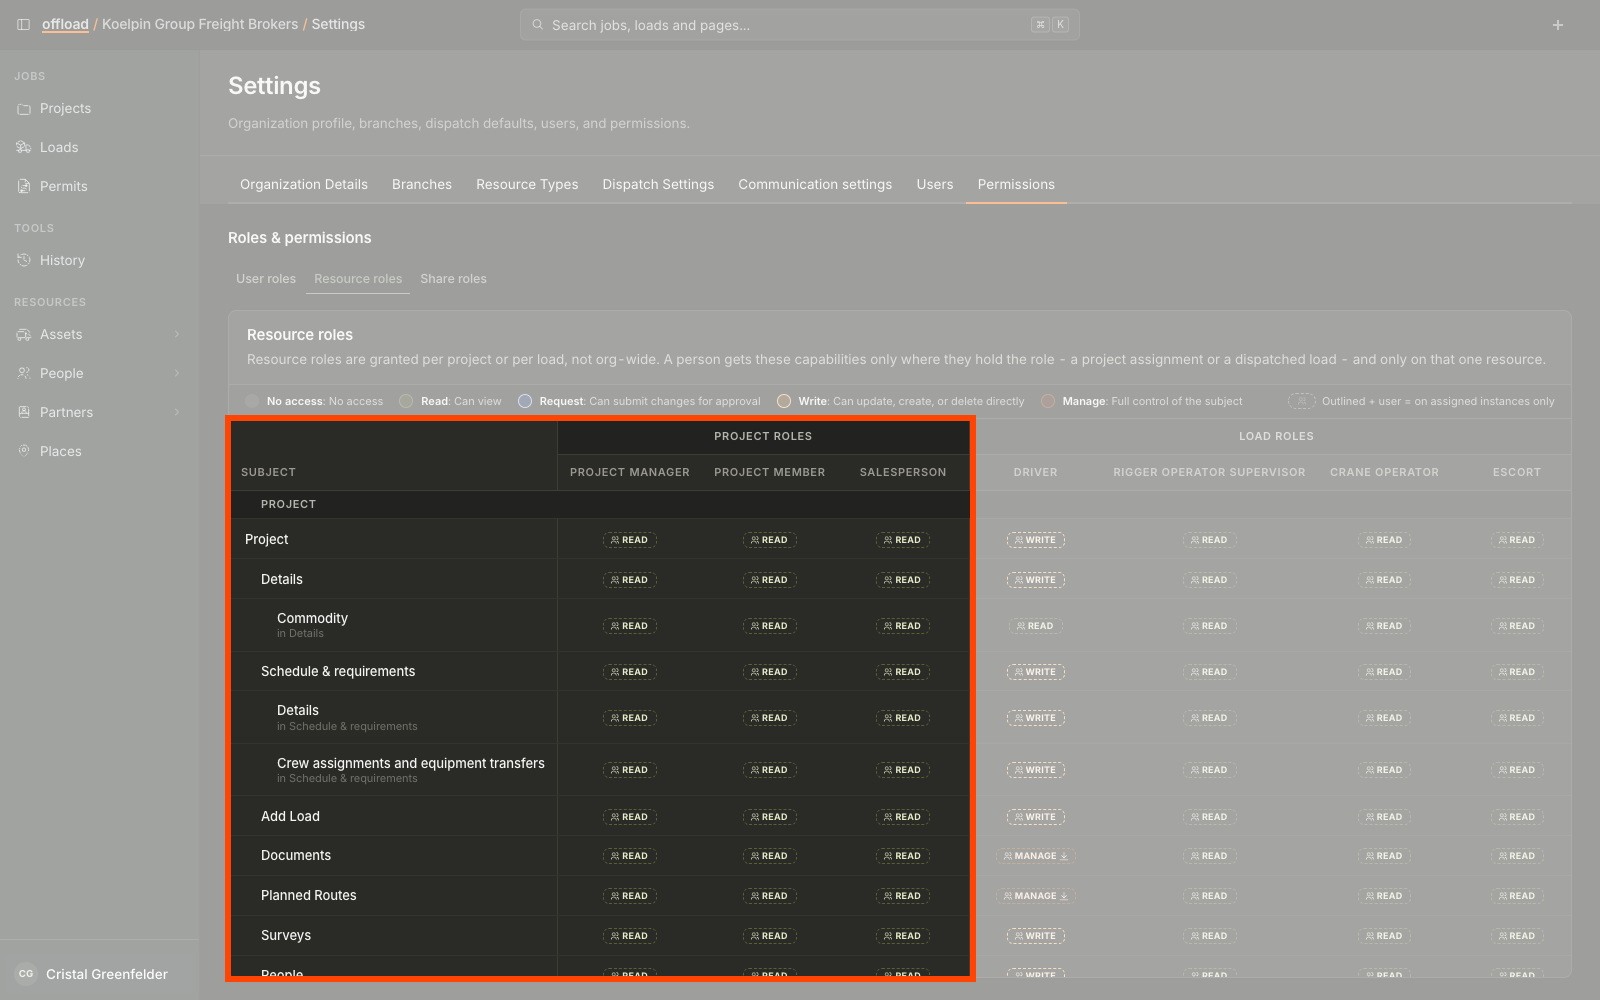 offload / Koelpin Group Freight Brokers / Settings
Search jobs, loads and pages...
⌘ K
+
JOBS
Projects
Loads
Permits
TOOLS
History
RESOURCES
Assets
People
Partners
Places
CG Cristal Greenfelder
Settings
Organization profile, branches, dispatch defaults, users, and permissions.
Organization Details Branches Resource Types Dispatch Settings Communication settings Users Permissions
Roles & permissions
User roles Resource roles Share roles
Resource roles
Resource roles are granted per project or per load, not org-wide. A person gets these capabilities only where they hold the role - a project assignment or a dispatched load - and only on that one resource.
No access: No access Read: Can view Request: Can submit changes for approval Write: Can update, create, or delete directly Manage: Full control of the subject Outlined + user = on assigned instances only
PROJECT ROLES LOAD ROLES
SUBJECT PROJECT MANAGER PROJECT MEMBER SALESPERSON DRIVER RIGGER OPERATOR SUPERVISOR CRANE OPERATOR ESCORT
PROJECT
Project READ READ READ WRITE READ READ READ
Details READ READ READ WRITE READ READ READ
Commodity READ READ READ READ READ READ READ
in Details
Schedule & requirements READ READ READ WRITE READ READ READ
Details READ READ READ WRITE READ READ READ
in Schedule & requirements
Crew assignments and equipment transfers READ READ READ WRITE READ READ READ
in Schedule & requirements
Add Load READ READ READ WRITE READ READ READ
Documents READ READ READ MANAGE READ READ READ
Planned Routes READ READ READ MANAGE READ READ READ
Surveys READ READ READ WRITE READ READ READ
People READ READ READ WRITE READ READ READ